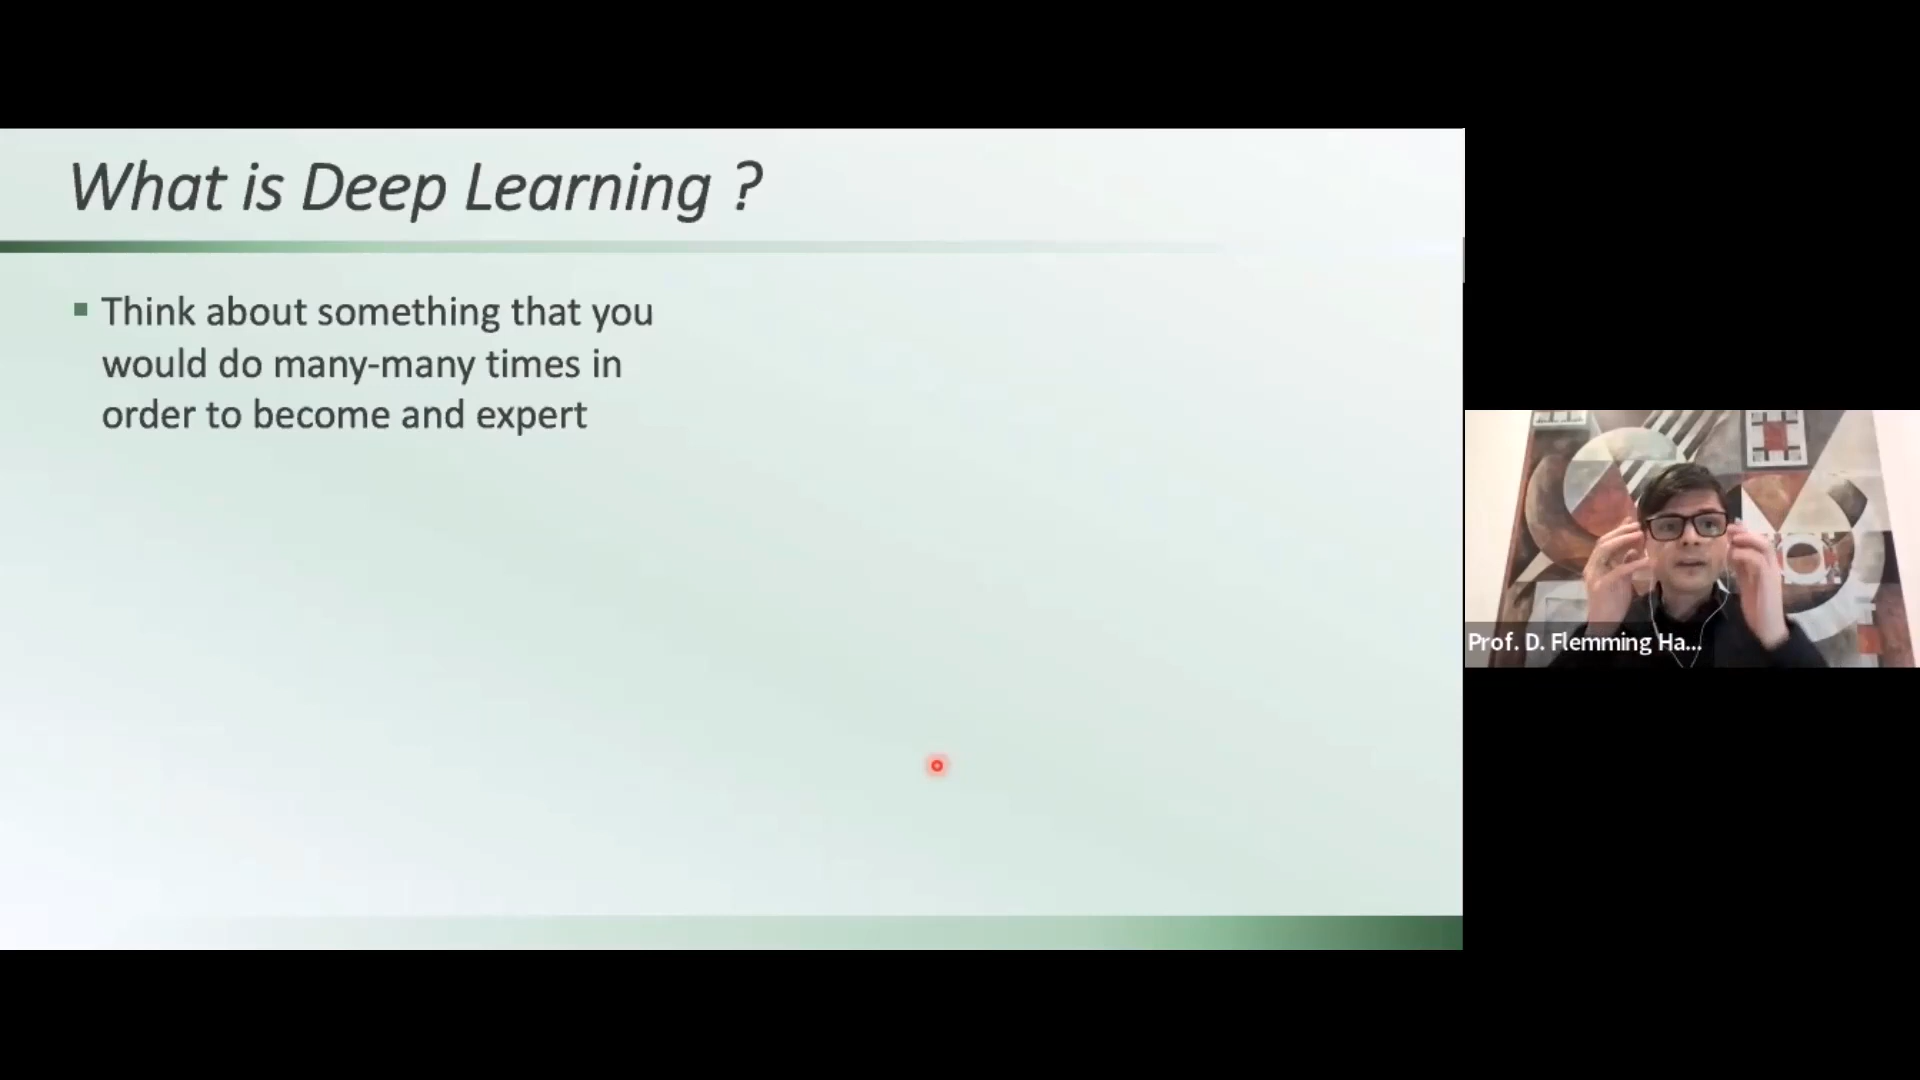 What is Deep Learning ?
Think about something that you
would do many-many times in
order to become and expert
Prof. D. Flemming Ha...